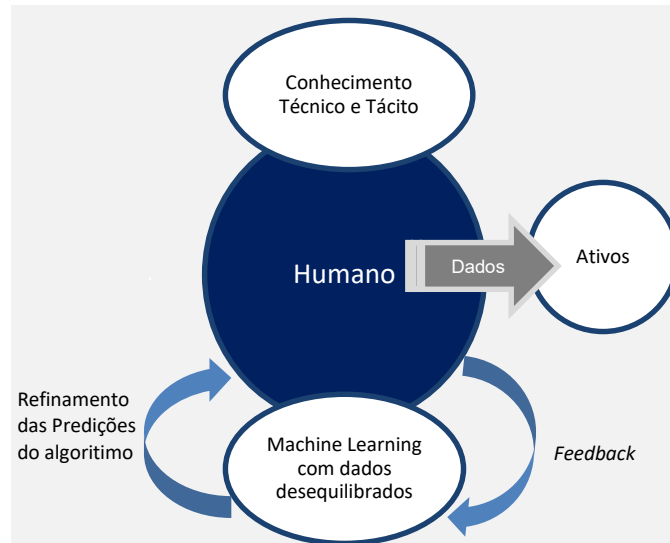 Conhecimento
Técnico e Tácito
Humano
Dados
Ativos
Refinamento
das Predições
do algoritimo
Machine Learning
com dados
desequilibrados
Feedback